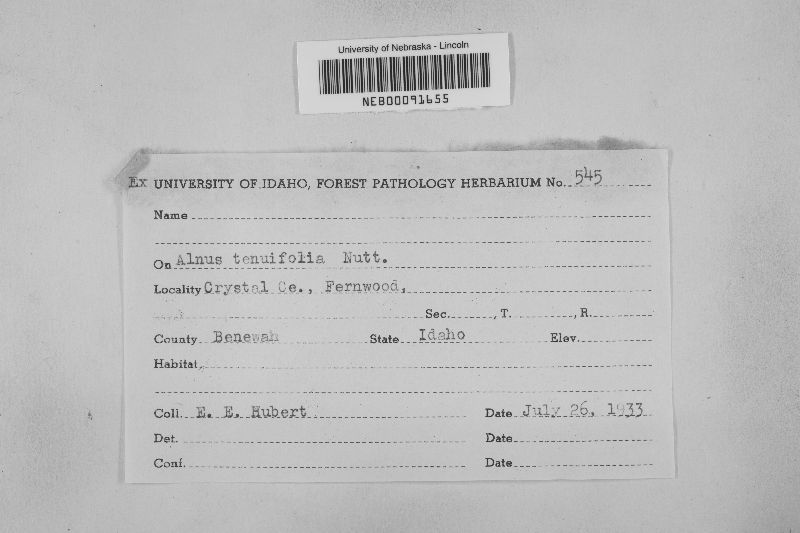 University of Nebraska - Lincoln
NEB00091655
Ex UNIVERSITY OF IDAHO, FOREST PATHOLOGY HERBARIUM No. 545
Name
On Alnus tenuifolia Nutt.
Locality Crystal Ce., Fernwood,
Sec. , T. , R.
County Benewah State Idaho Elev.
Habitat
Coll. E. E. Hubert Date July 26, 1933
Det. Date
Conf. Date